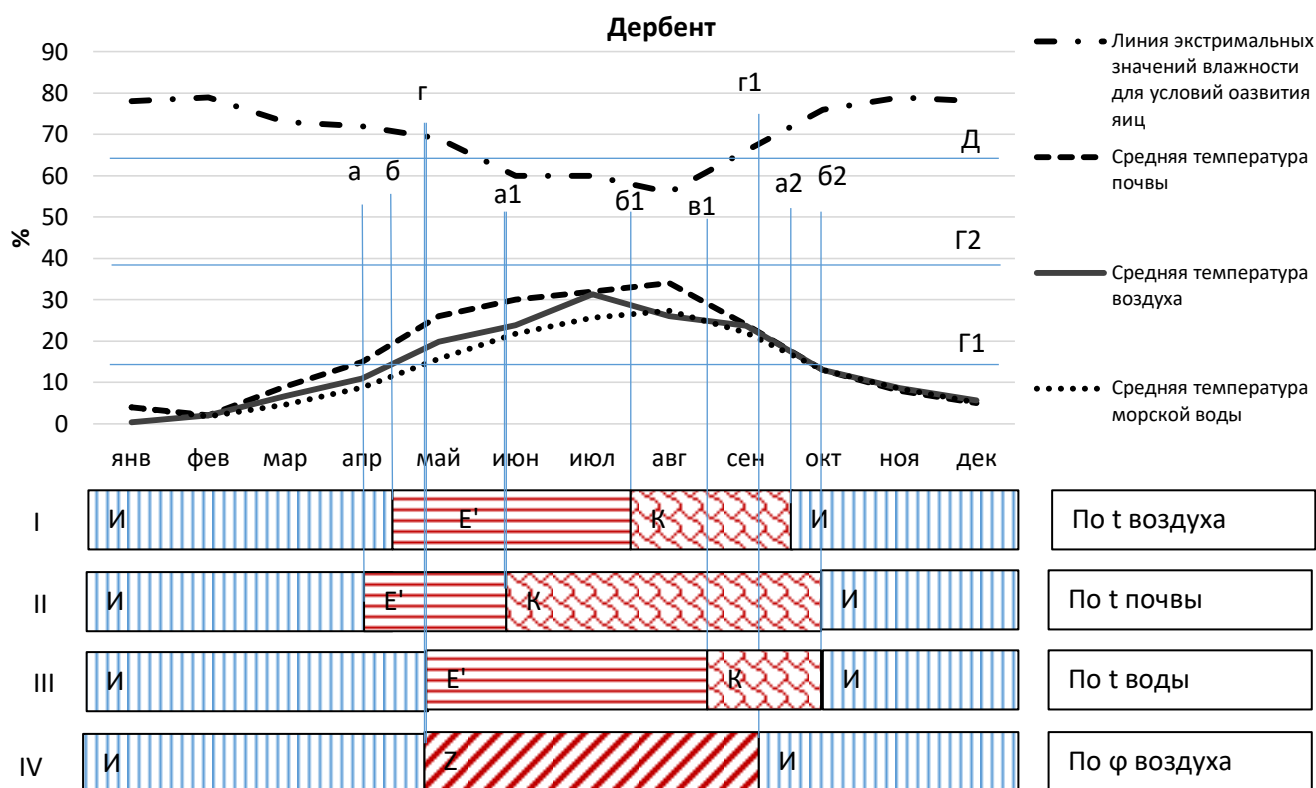 Дербент
90
80
70
60
50
40
30
20
10
0
%
г
г1
Д
а
б
а1
б1
в1
а2
б2
Г2
Г1
янв
фев
мар
апр
май
июн
июл
авг
сен
окт
ноя
дек
Линия экстримальных
значений влажности
для условий оазвития
яиц
Средняя температура
почвы
Средняя температура
воздуха
Средняя температура
морской воды
I
И
Е'
К
И
По t воздуха
II
И
Е'
К
И
По t почвы
III
И
Е'
К
И
По t воды
IV
И
Z
И
По φ воздуха